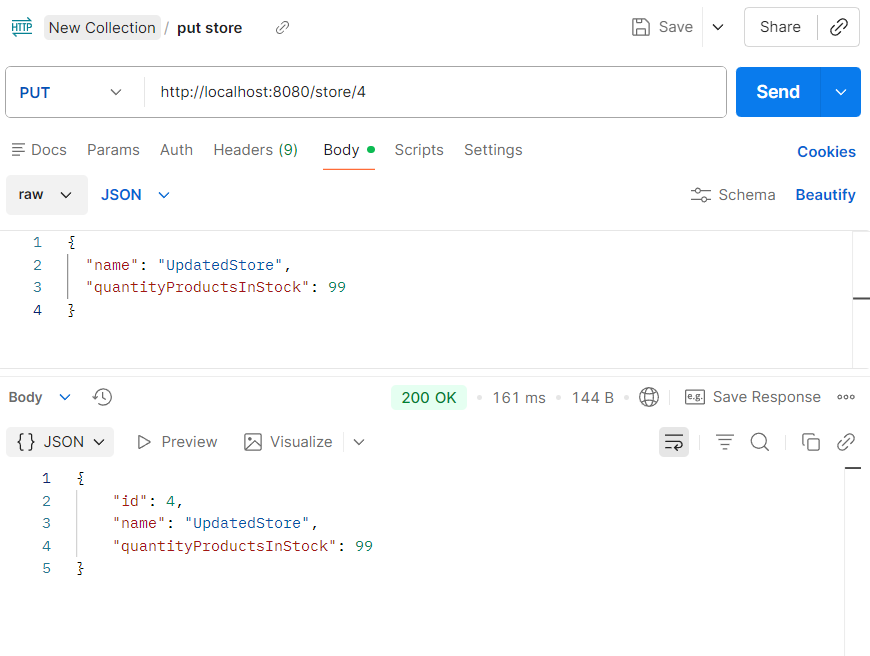 HTTP New Collection / put store Save Share
PUT http://localhost:8080/store/4 Send
Docs Params Auth Headers (9) Body Scripts Settings Cookies
raw JSON Schema Beautify
1 {
2 "name": "UpdatedStore",
3 "quantityProductsInStock": 99
4 }
Body 200 OK 161 ms 144 B e.g. Save Response
{} JSON Preview Visualize
1 {
2 "id": 4,
3 "name": "UpdatedStore",
4 "quantityProductsInStock": 99
5 }